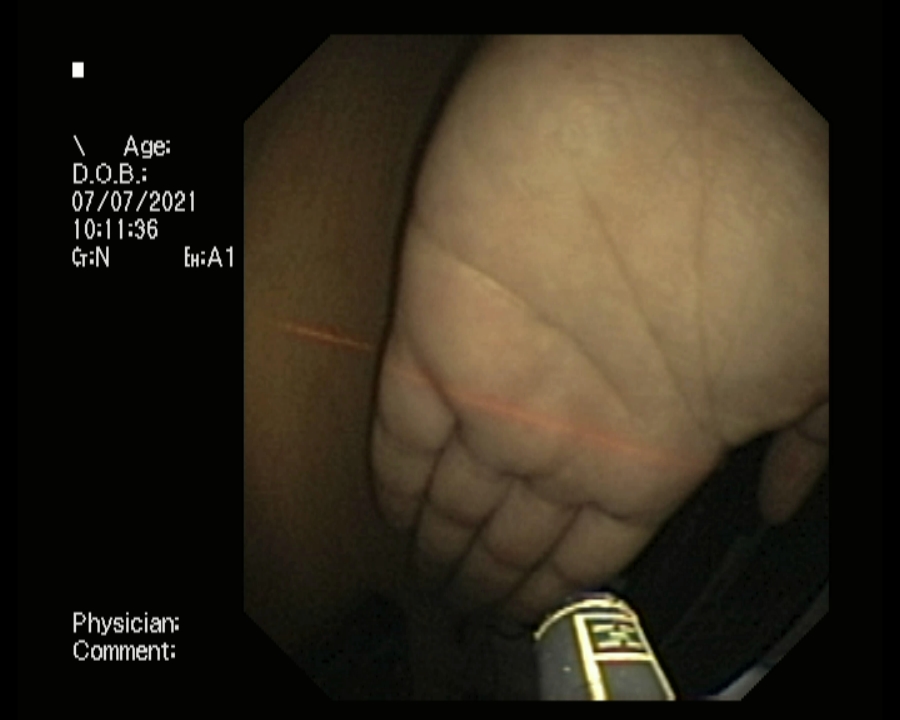 \ Age:
D.O.B.:
07/07/2021
10:11:36
Cr:N Eh:A1
Physician:
Comment: